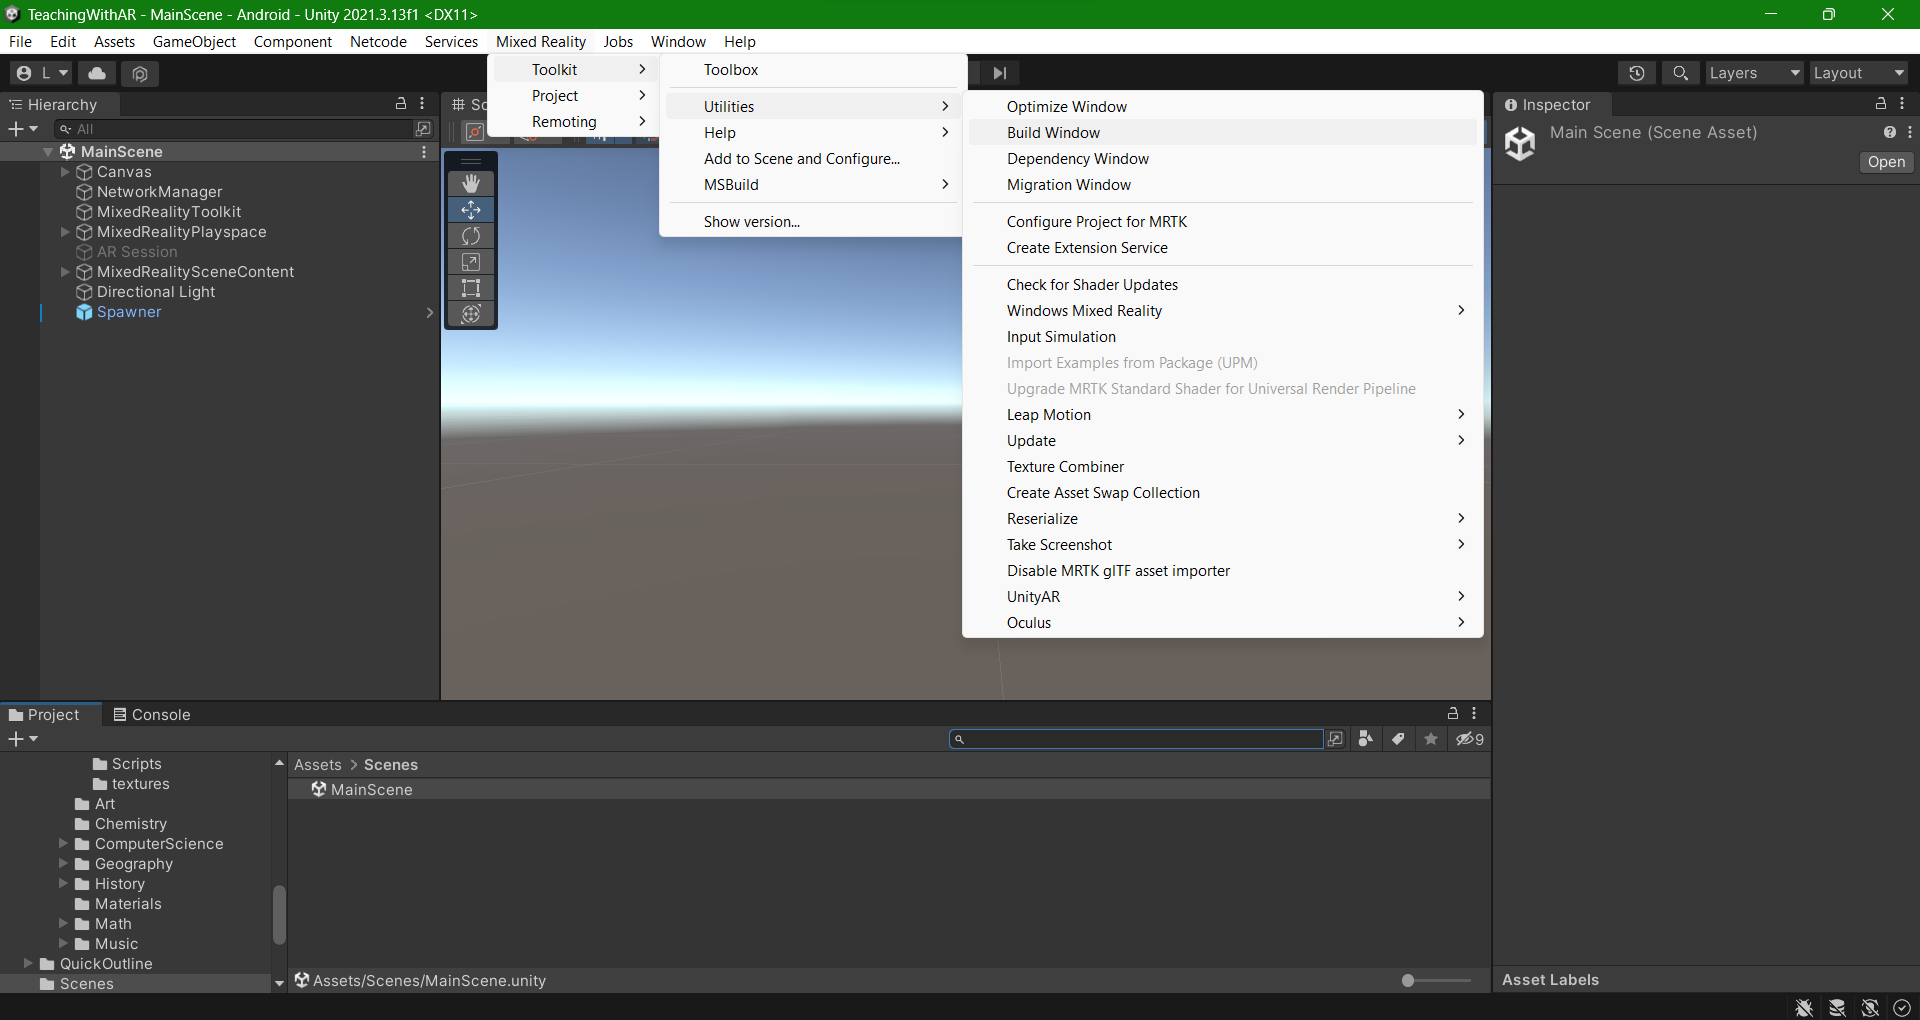 TeachingWithAR - MainScene - Android - Unity 2021.3.13f1 <DX11>
File Edit Assets GameObject Component Netcode Services Mixed Reality Jobs Window Help
L
Layers
Layout
Toolkit
Project
Remoting
Toolbox
Utilities
Help
Add to Scene and Configure...
MSBuild
Show version...
Optimize Window
Build Window
Dependency Window
Migration Window
Configure Project for MRTK
Create Extension Service
Check for Shader Updates
Windows Mixed Reality
Input Simulation
Import Examples from Package (UPM)
Upgrade MRTK Standard Shader for Universal Render Pipeline
Leap Motion
Update
Texture Combiner
Create Asset Swap Collection
Reserialize
Take Screenshot
Disable MRTK glTF asset importer
UnityAR
Oculus
Hierarchy
All
MainScene
Canvas
NetworkManager
MixedRealityToolkit
MixedRealityPlayspace
AR Session
MixedRealitySceneContent
Directional Light
Spawner
Sc
Inspector
Main Scene (Scene Asset)
Open
Project
Console
9
Scripts
textures
Art
Chemistry
ComputerScience
Geography
History
Materials
Math
Music
QuickOutline
Scenes
Assets > Scenes
MainScene
Assets/Scenes/MainScene.unity
Asset Labels